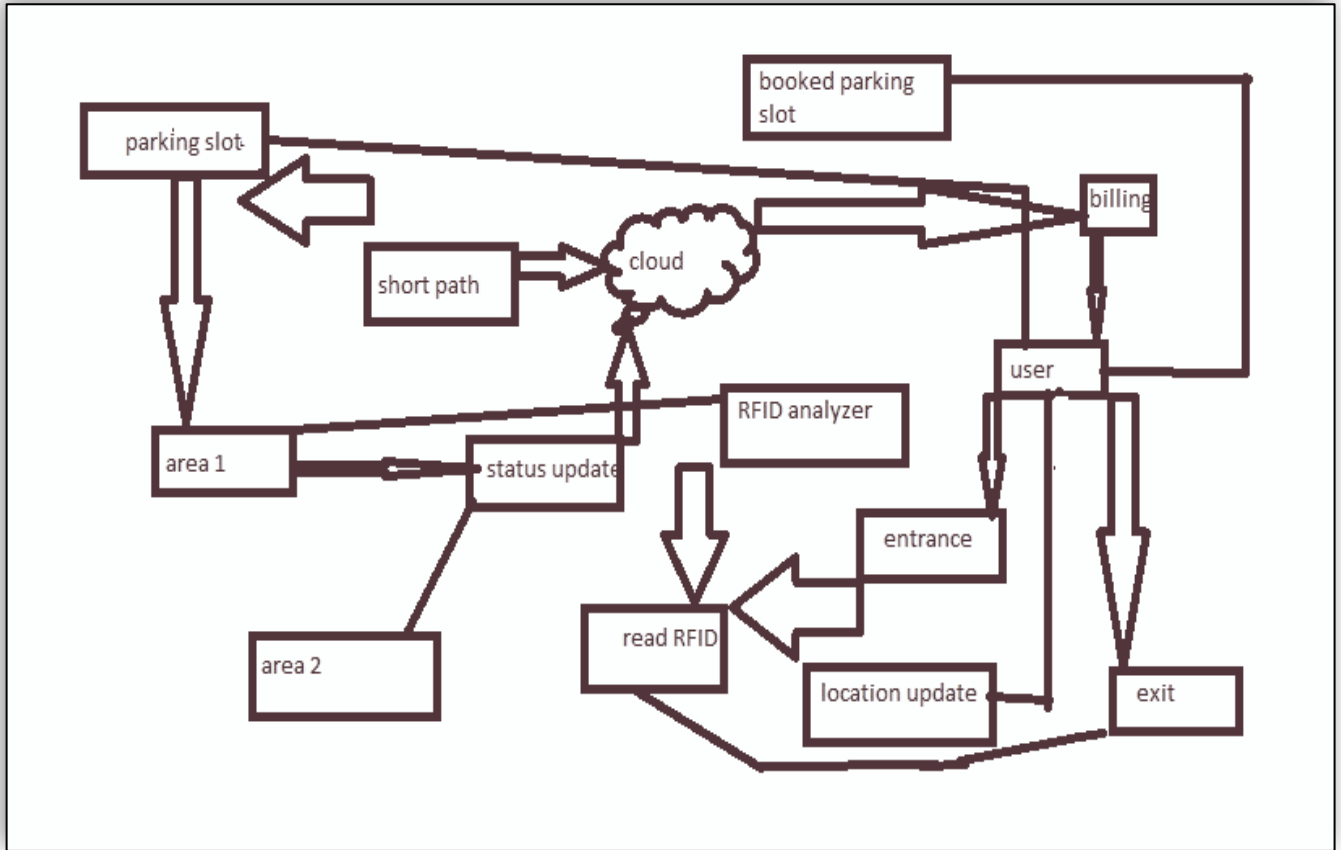 booked parking
slot
parking slot
billing
cloud
short path
user
RFID analyzer
area 1
status update
entrance
read RFID
area 2
location update
exit